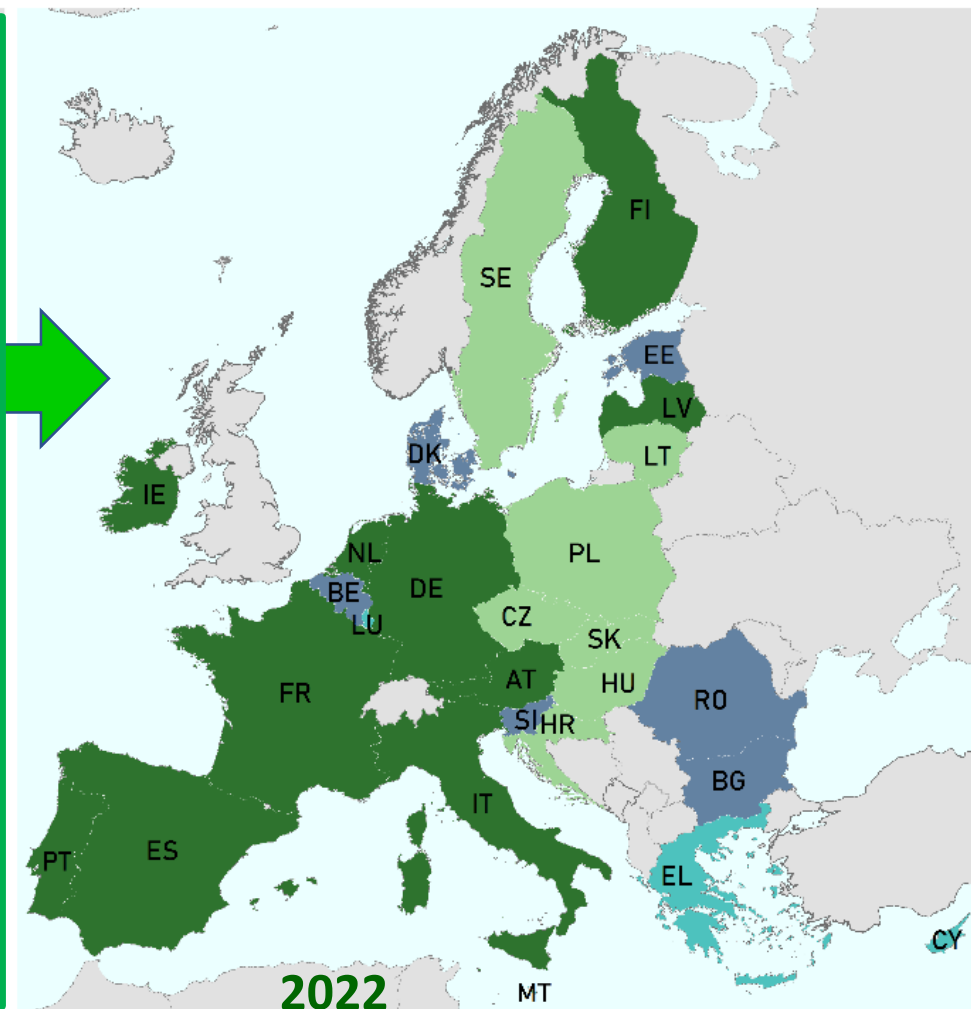 FI
SE
EE
LV
DK
LT
IE
NL
PL
BE
DE
CZ
LU
SK
AT
HU
FR
RO
SI
HR
BG
IT
PT
ES
EL
CY
2022
MT